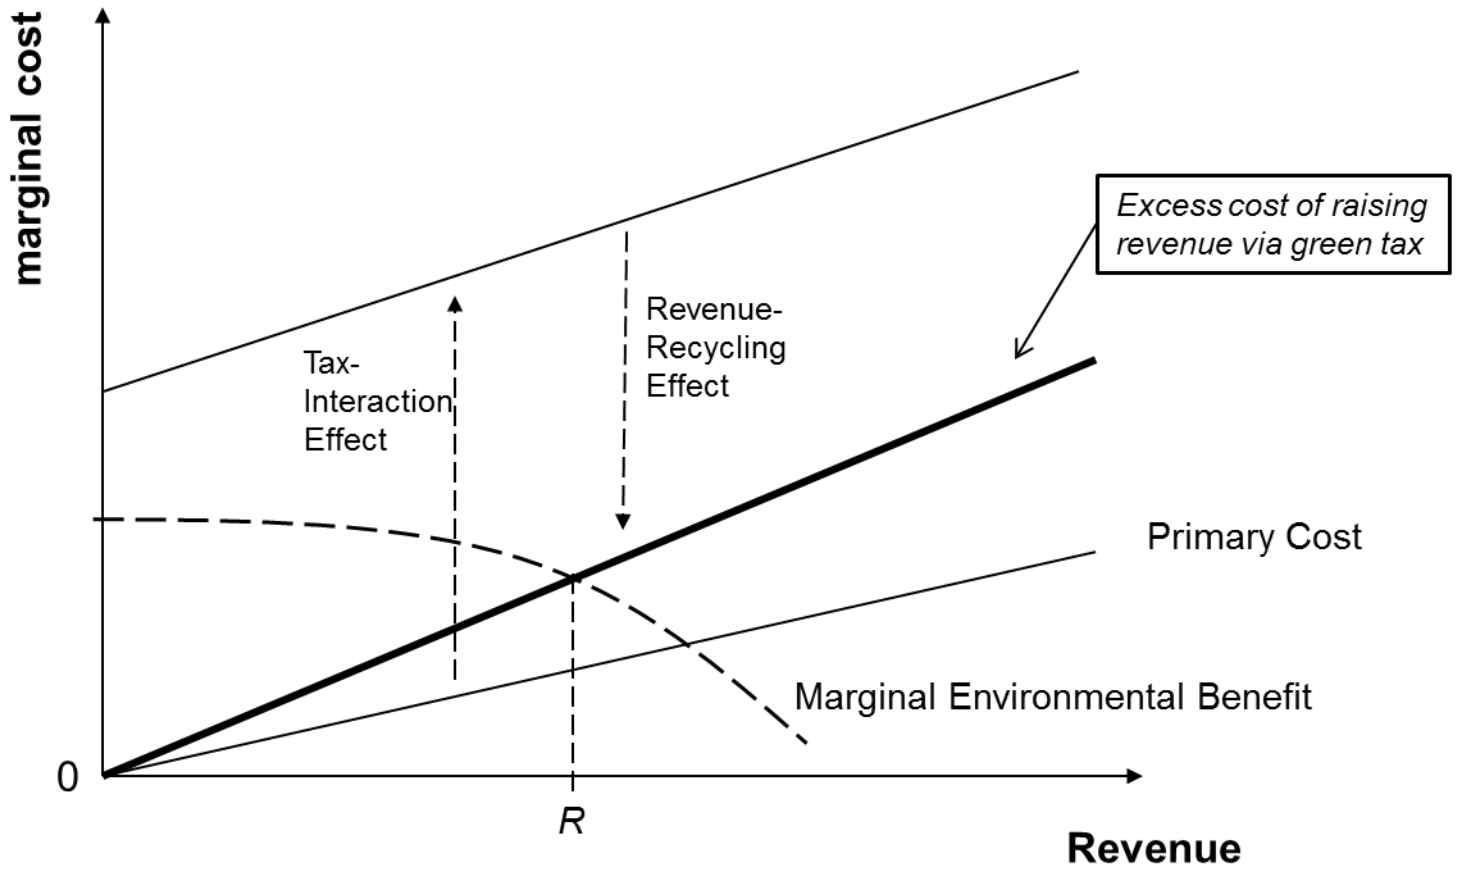 marginal cost
Excess cost of raising
revenue via green tax
Revenue-
Recycling
Effect
Tax-
Interaction
Effect
Primary Cost
Marginal Environmental Benefit
0
R
Revenue